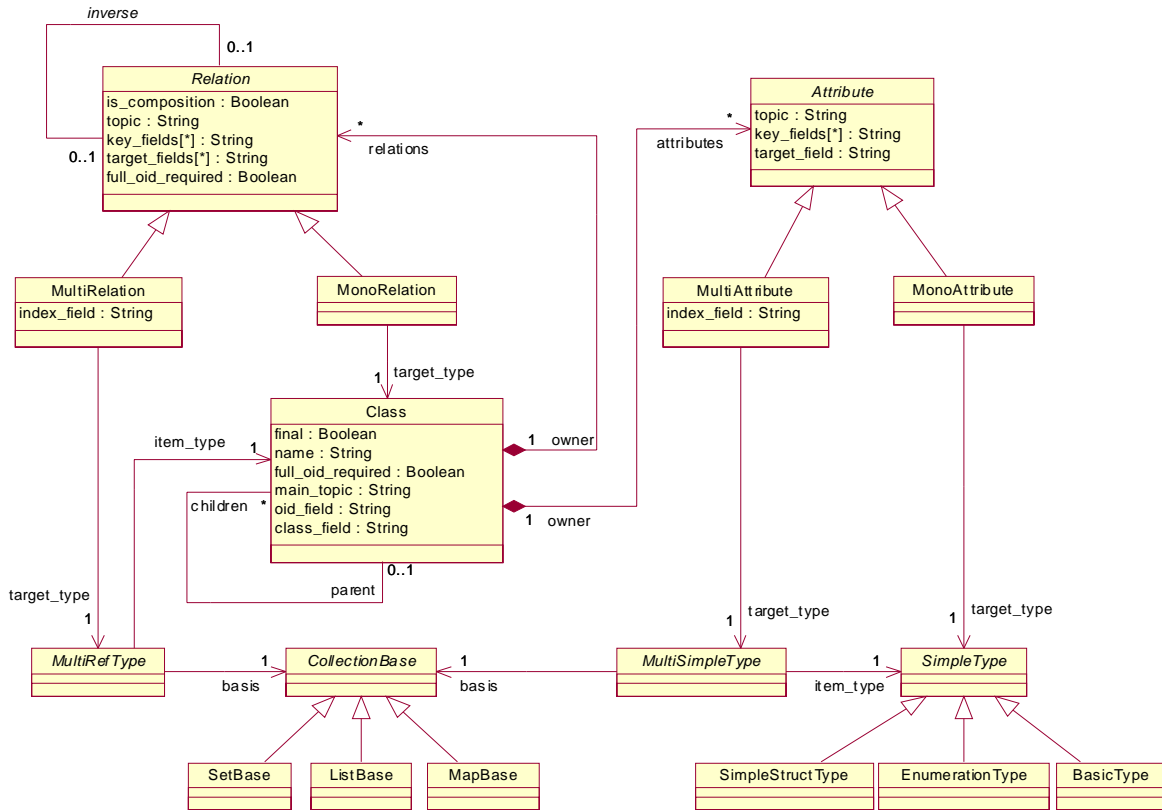 inverse
0..1
Relation
is_composition : Boolean
topic : String
key_fields[*] : String
target_fields[*] : String
full_oid_required : Boolean
0..1
*
relations
Attribute
topic : String
key_fields[*] : String
target_field : String
*
attributes
MultiRelation
index_field : String
MonoRelation
MultiAttribute
index_field : String
MonoAttribute
1
target_type
Class
final : Boolean
name : String
full_oid_required : Boolean
main_topic : String
oid_field : String
class_field : String
item_type
1
1
owner
1
owner
children
*
0..1
parent
target_type
1
target_type
1
target_type
1
MultiRefType
1
basis
CollectionBase
1
basis
MultiSimpleType
1
item_type
SimpleType
SetBase
ListBase
MapBase
SimpleStructType
EnumerationType
BasicType